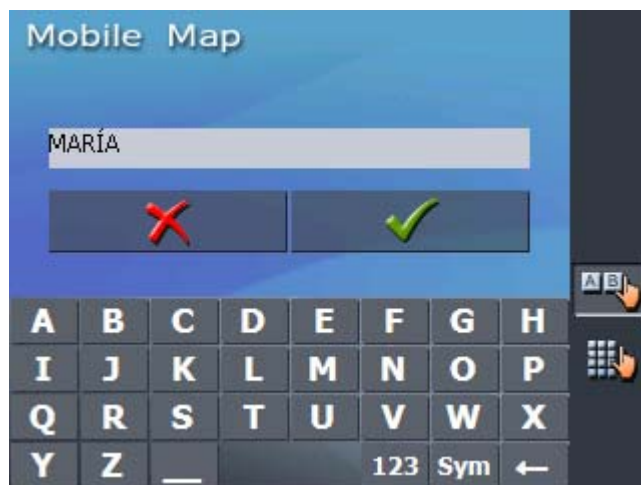 Mobile Map
MARÍA
A B
A B C D E F G H
I J K L M N O P
Q R S T U V W X
Y Z _ 123 Sym ←